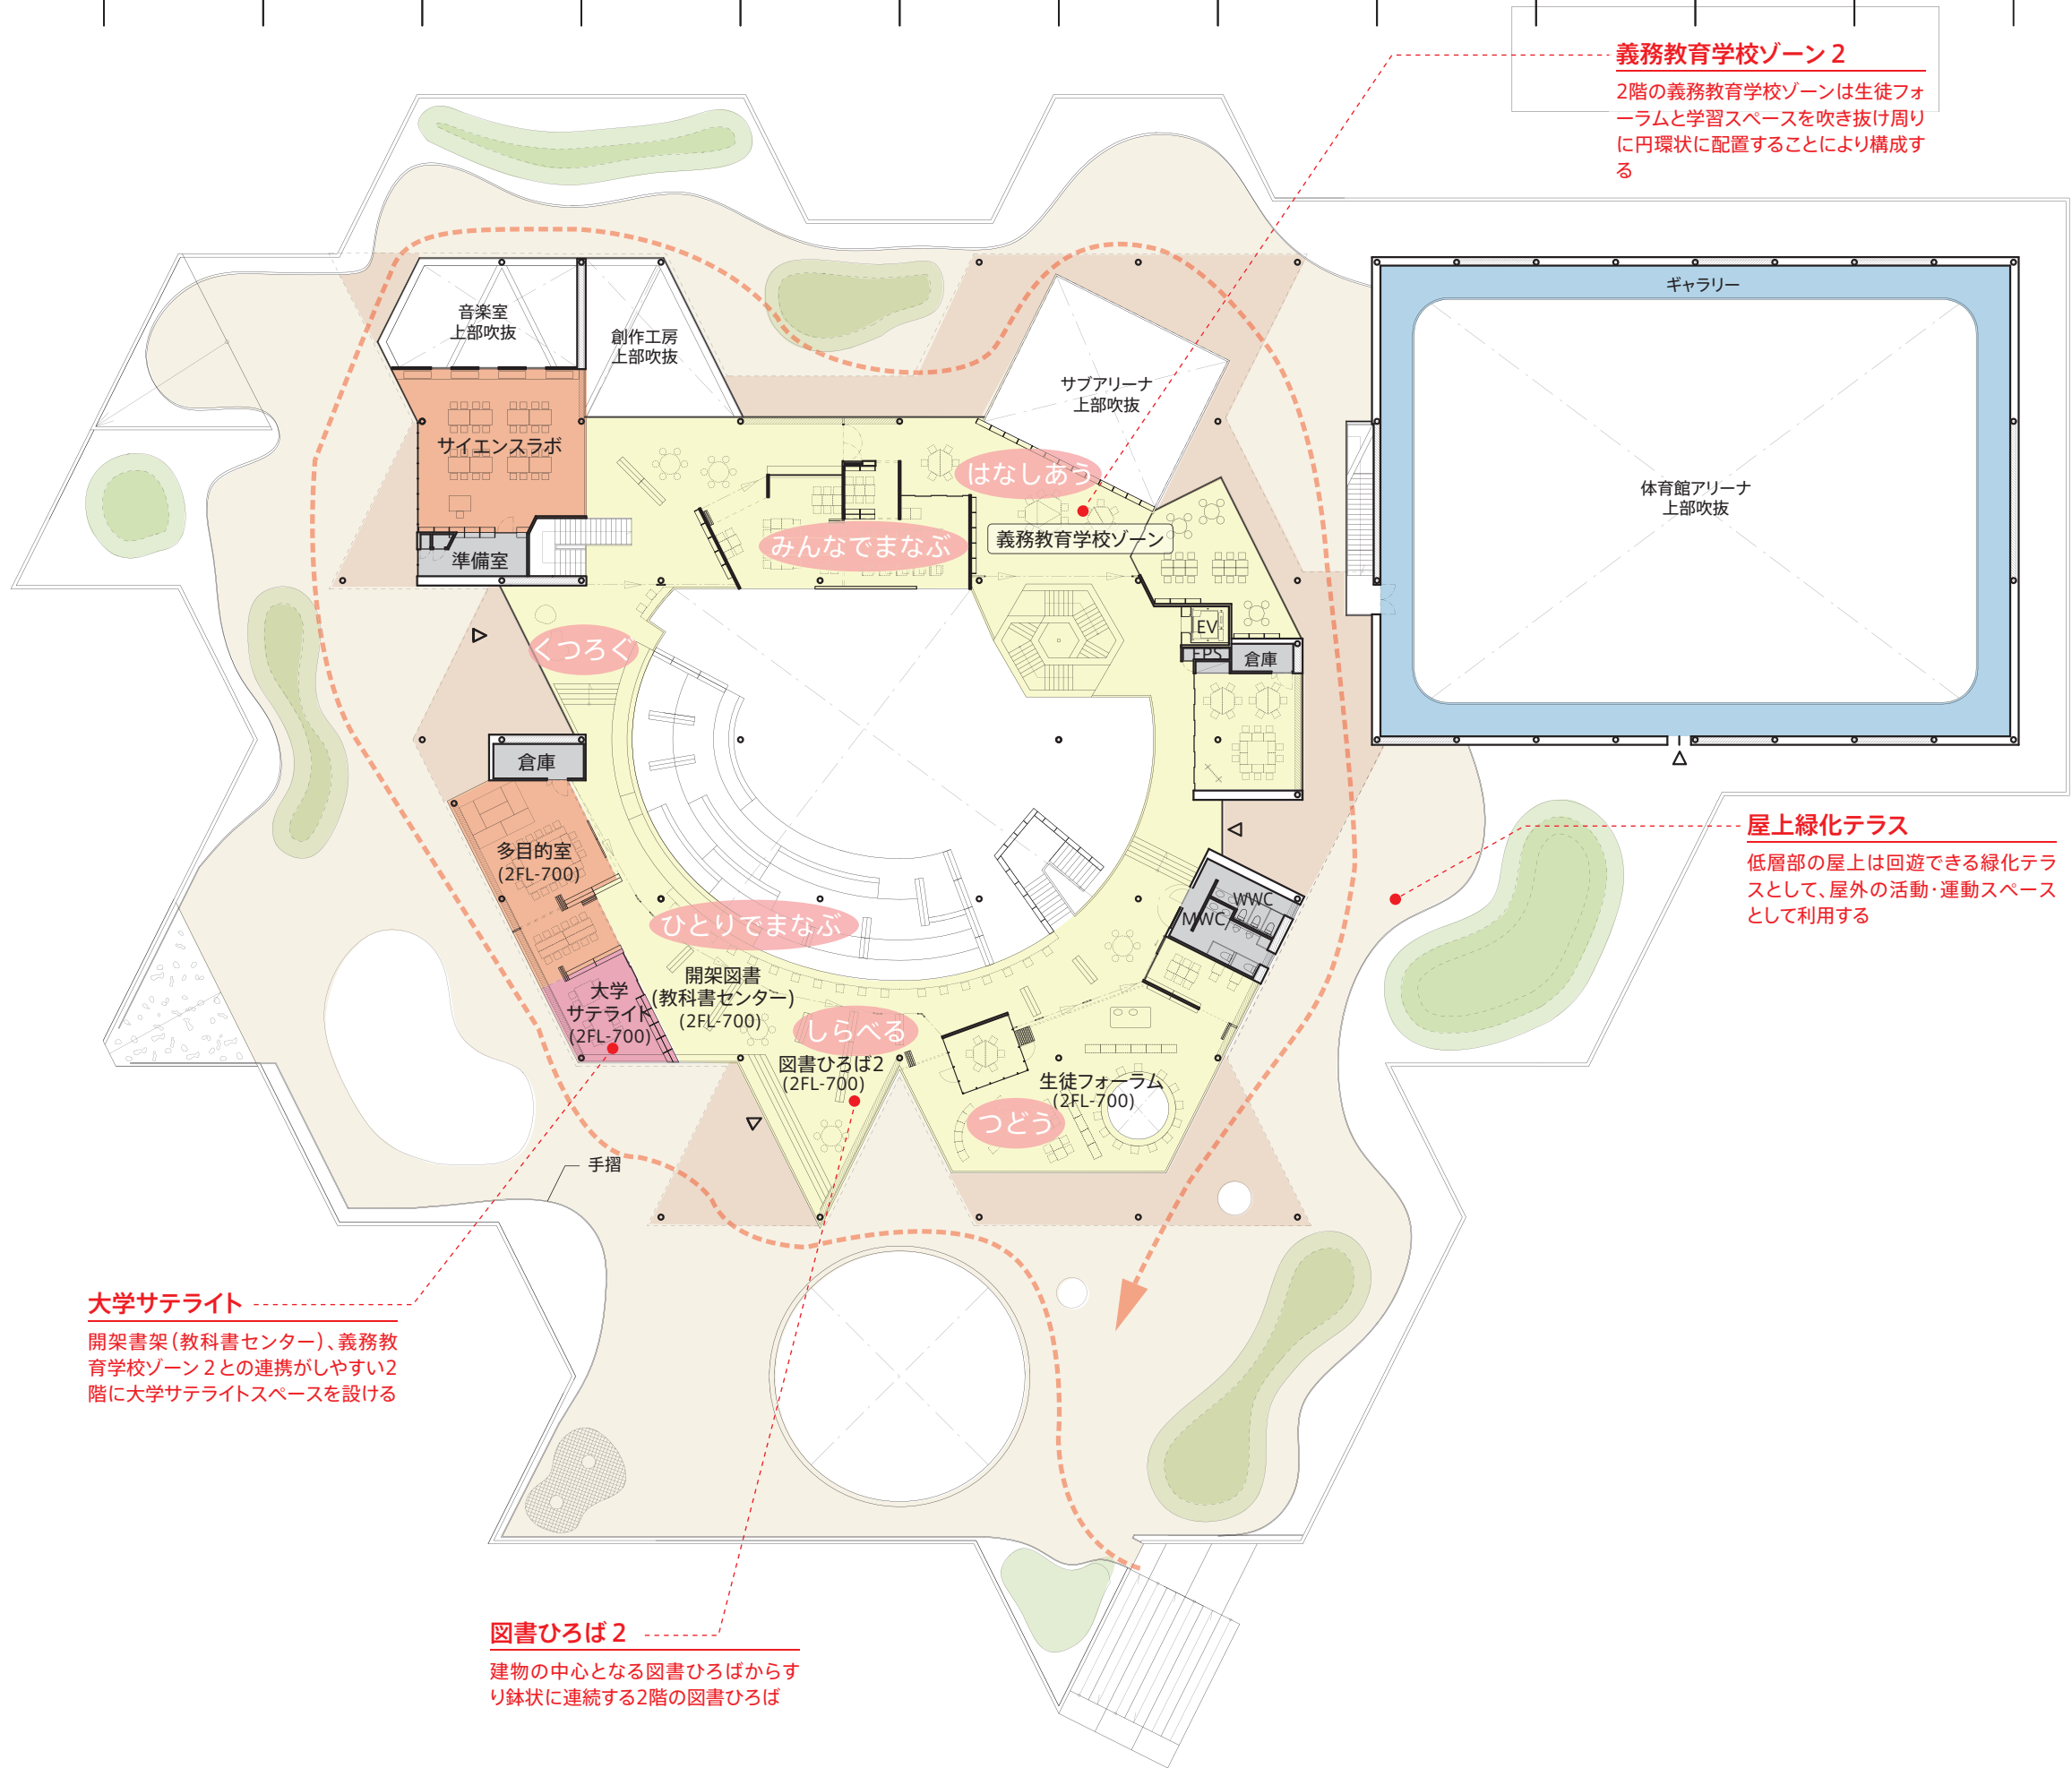 義務教育学校ゾーン 2
2階の義務教育学校ゾーンは生徒フォ
ーラムと学習スペースを吹き抜け周り
に円環状に配置することにより構成す
る
ギャラリー
音楽室
上部吹抜
創作工房
上部吹抜
サブアリーナ
上部吹抜
サイエンスラボ
はなしあう
体育館アリーナ
上部吹抜
みんなでまなぶ
義務教育学校ゾーン
準備室
くつろぐ
EV
EPS
倉庫
倉庫
屋上緑化テラス
低層部の屋上は回遊できる緑化テラ
スとして、屋外の活動・運動スペース
として利用する
多目的室
(2FL-700)
WWC
MWC
ひとりでまなぶ
開架図書
(教科書センター)
(2FL-700)
大学
サテライト
(2FL-700)
しらべる
図書ひろば2
(2FL-700)
生徒フォーラム
(2FL-700)
つどう
手摺
大学サテライト
開架書架(教科書センター)、義務教
育学校ゾーン 2 との連携がしやすい2
階に大学サテライトスペースを設ける
図書ひろば 2
建物の中心となる図書ひろばからす
り鉢状に連続する2階の図書ひろば